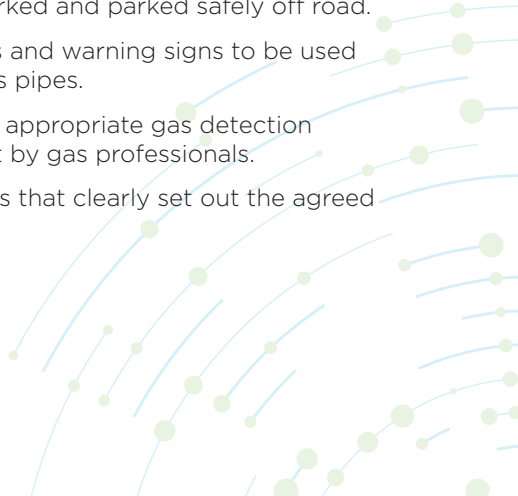 rked and parked safely off road.
s and warning signs to be used
s pipes.
appropriate gas detection
t by gas professionals.
s that clearly set out the agreed